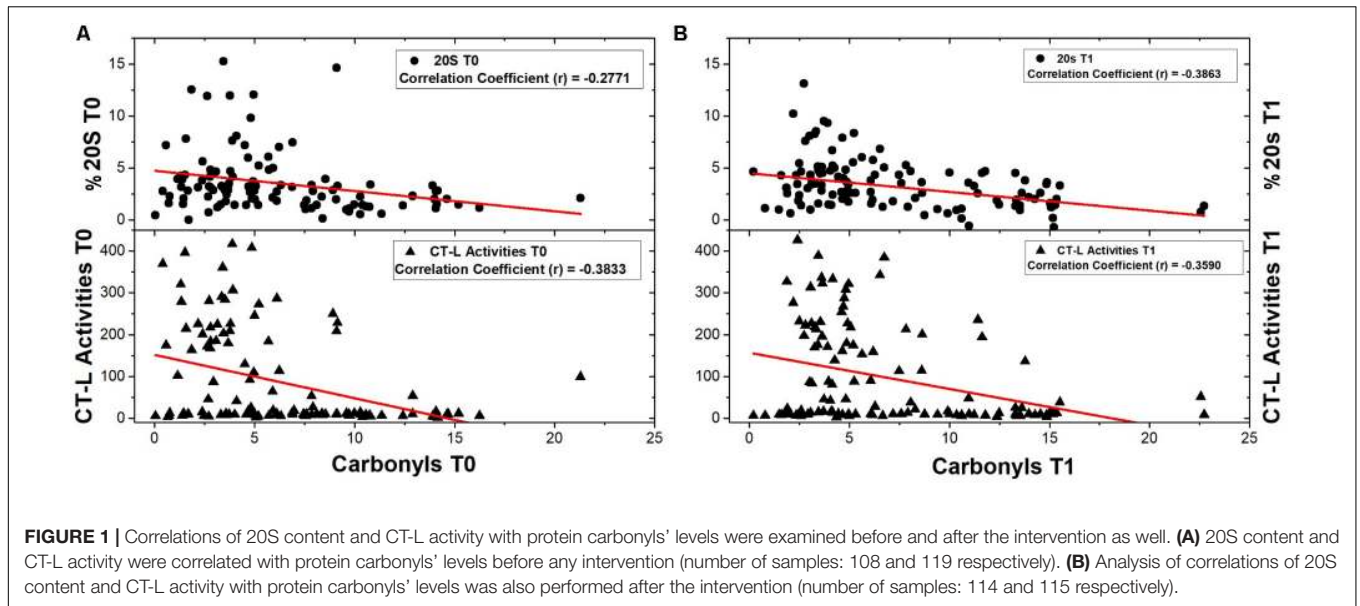 A
20S T0
Correlation Coefficient (r) = -0.2771
15
10
5
0
% 20S T0
CT-L Activities T0
Correlation Coefficient (r) = -0.3833
400
300
200
100
0
CT-L Activities T0
0 5 10 15 20 25
Carbonyls T0
B
20s T1
Correlation Coefficient (r) = -0.3863
% 20s T1
CT-L Activities T1
Correlation Coefficient (r) = -0.3590
CT-L Activities T1
0 5 10 15 20 25
Carbonyls T1
FIGURE 1 | Correlations of 20S content and CT-L activity with protein carbonyls’ levels were examined before and after the intervention as well. (A) 20S content and
CT-L activity were correlated with protein carbonyls’ levels before any intervention (number of samples: 108 and 119 respectively). (B) Analysis of correlations of 20S
content and CT-L activity with protein carbonyls’ levels was also performed after the intervention (number of samples: 114 and 115 respectively).